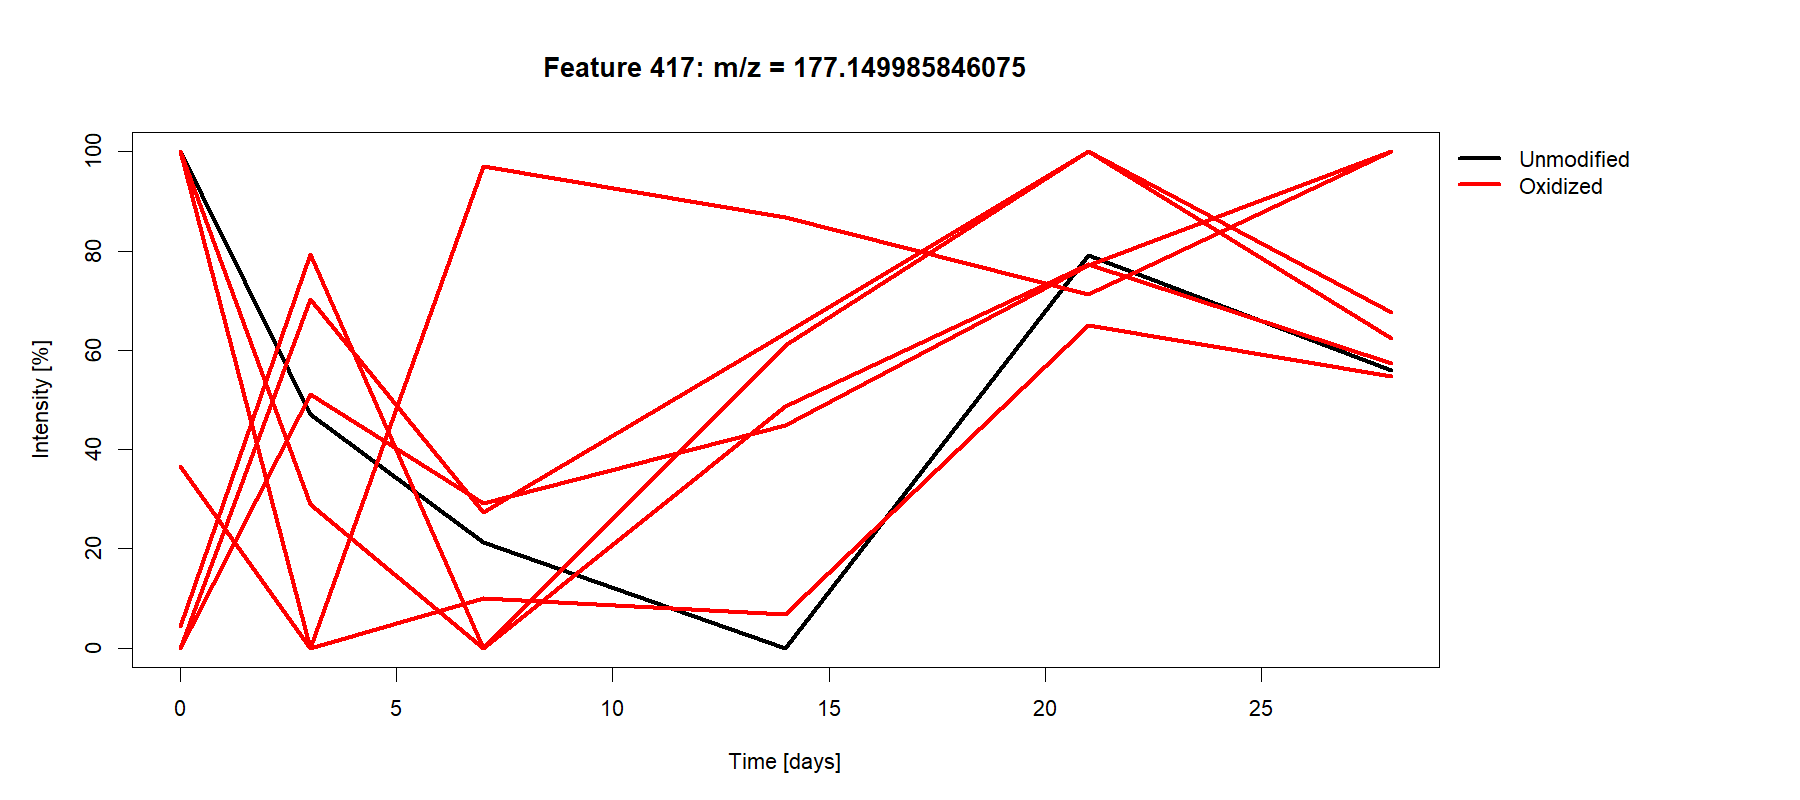 Feature 417: m/z = 177.149985846075
100
80
60
40
20
0
Intensity [%]
0 5 10 15 20 25
Time [days]
Unmodified
Oxidized